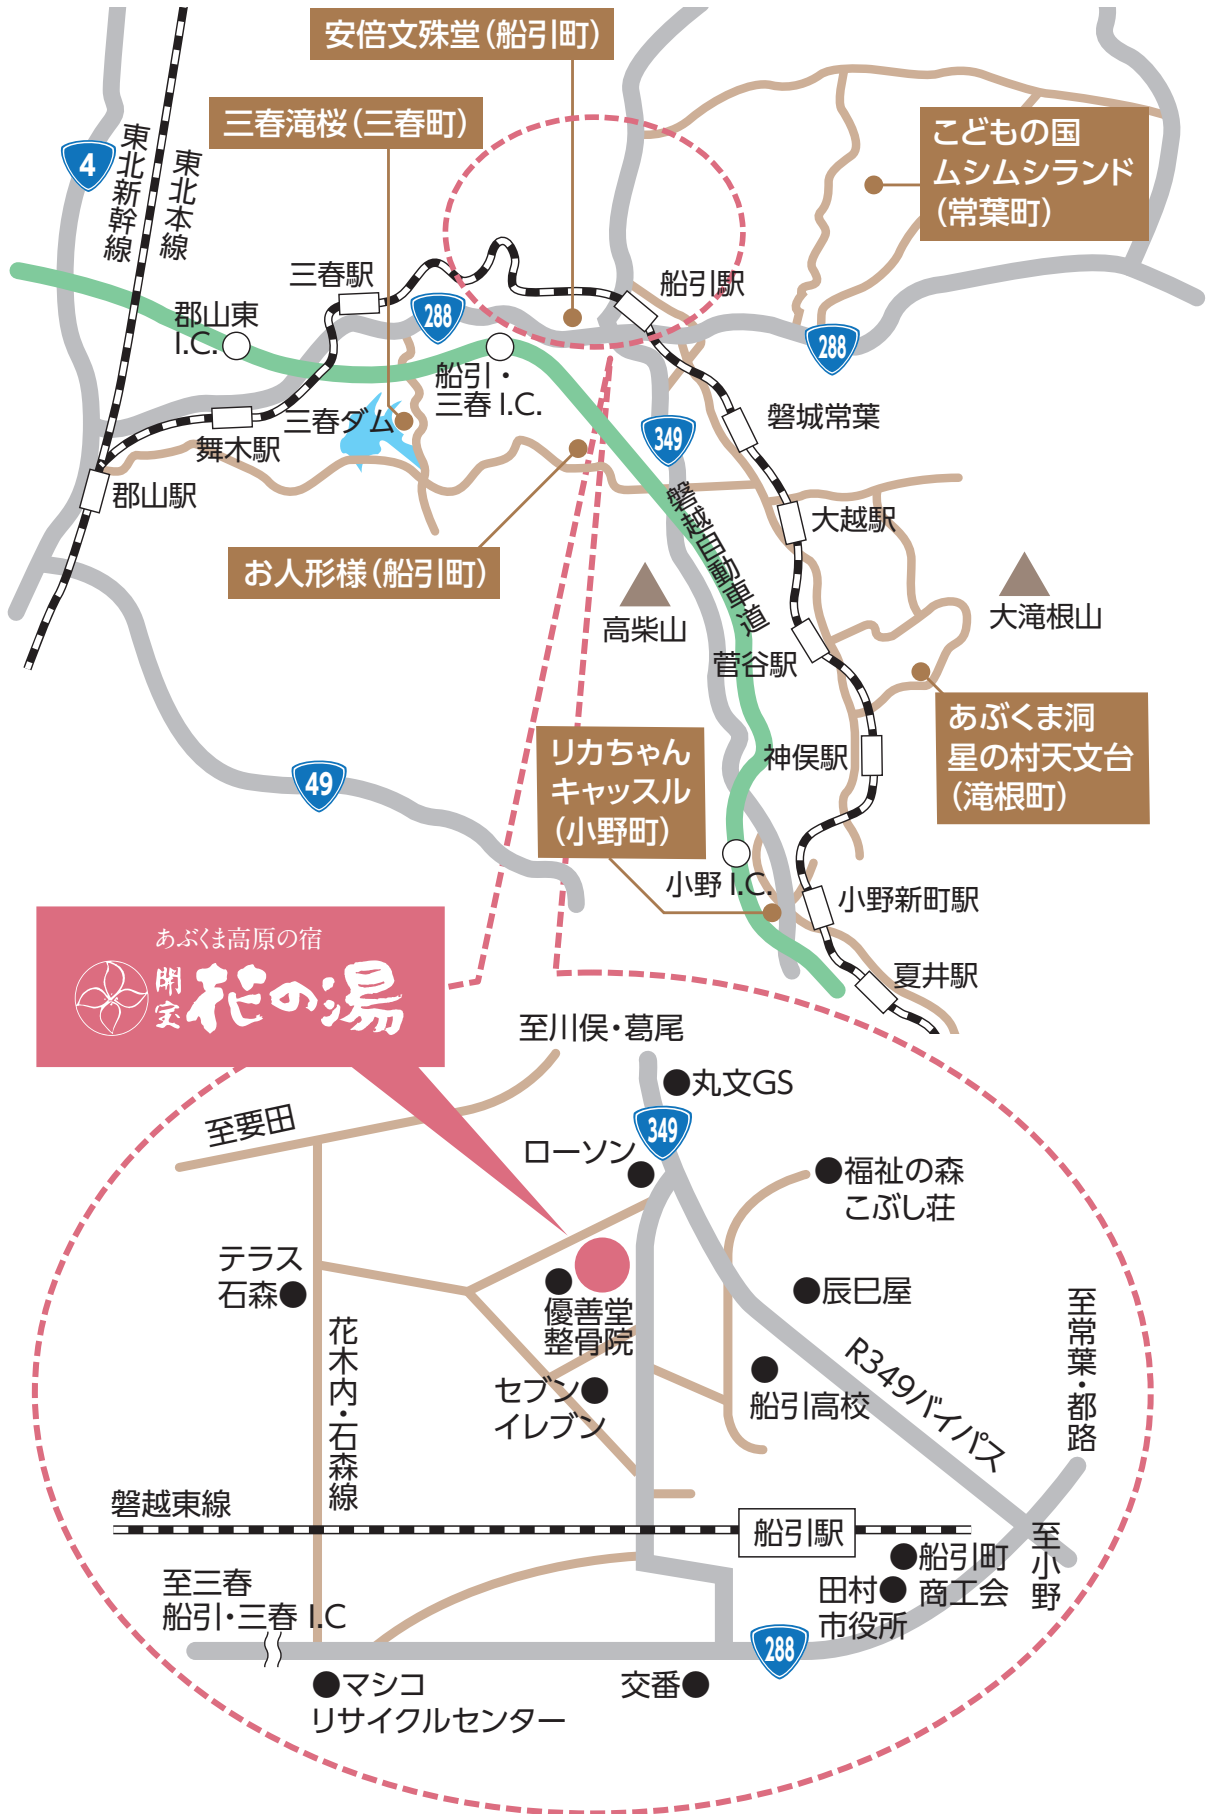 安倍文殊堂(船引町)
三春滝桜(三春町)
こどもの国
ムシムシランド
(常葉町)
4
東北新幹線
東北本線
三春駅
船引駅
288
郡山東
I.C.
288
船引・
三春 I.C.
磐城常葉
三春ダム
349
舞木駅
郡山駅
磐越自動車道
大越駅
お人形様(船引町)
高柴山
大滝根山
菅谷駅
あぶくま洞
星の村天文台
(滝根町)
リカちゃん
キャッスル
(小野町)
神俣駅
49
小野 I.C.
小野新町駅
夏井駅
あぶくま高原の宿
開宝
花の湯
至川俣・葛尾
丸文GS
至要田
349
ローソン
福祉の森
こぶし荘
テラス
石森
優善堂
整骨院
辰巳屋
至常葉・都路
花木内・石森線
R349バイパス
セブン
イレブン
船引高校
磐越東線
船引駅
至小野
船引町
商工会
田村
市役所
至三春
船引・三春 I.C
288
マシコ
リサイクルセンター
交番